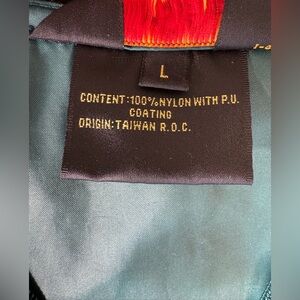 L
CONTENT:100%NYLON WITH P.U.
COATING
ORIGIN:TAIWAN R.O.C.